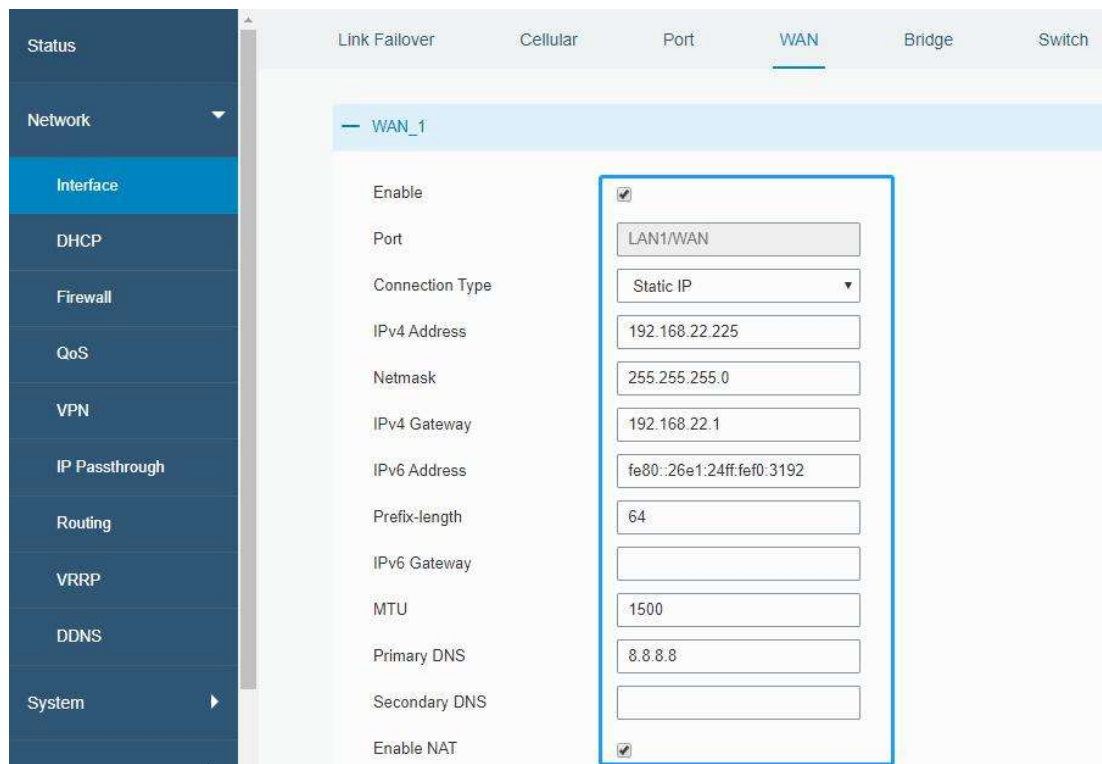 Status
Network
Interface
DHCP
Firewall
QoS
VPN
IP Passthrough
Routing
VRRP
DDNS
System
Link Failover Cellular Port WAN Bridge Switch
— WAN_1
Enable
Port LAN1/WAN
Connection Type Static IP
IPv4 Address 192.168.22.225
Netmask 255.255.255.0
IPv4 Gateway 192.168.22.1
IPv6 Address fe80::26e1:24ff:fef0:3192
Prefix-length 64
IPv6 Gateway
MTU 1500
Primary DNS 8.8.8.8
Secondary DNS
Enable NAT